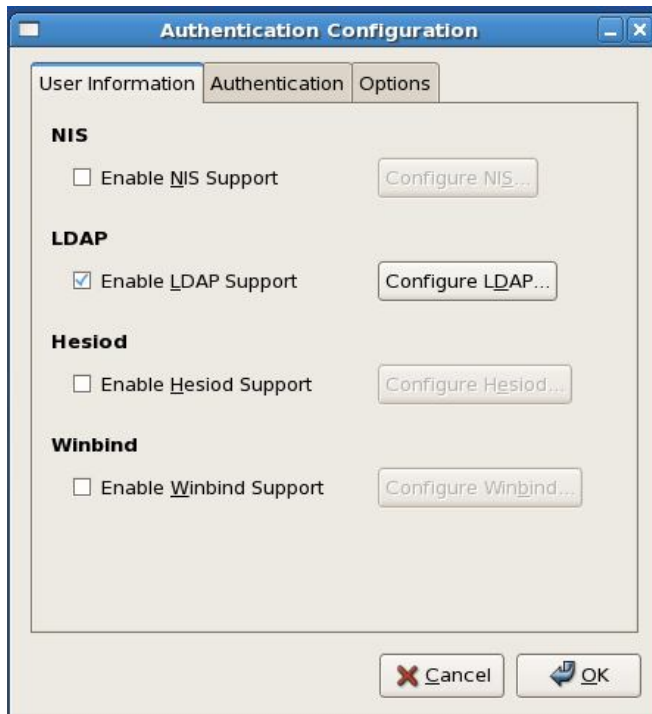 Authentication Configuration
User Information Authentication Options
NIS
Enable NIS Support Configure NIS...
LDAP
Enable LDAP Support Configure LDAP...
Hesiod
Enable Hesiod Support Configure Hesiod...
Winbind
Enable Winbind Support Configure Winbind...
Cancel OK